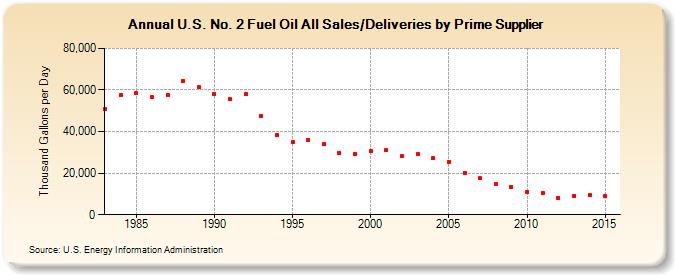 Annual U.S. No. 2 Fuel Oil All Sales/Deliveries by Prime Supplier
Thousand Gallons per Day
80,000
60,000
40,000
20,000
0
1985 1990 1995 2000 2005 2010 2015
Source: U.S. Energy Information Administration